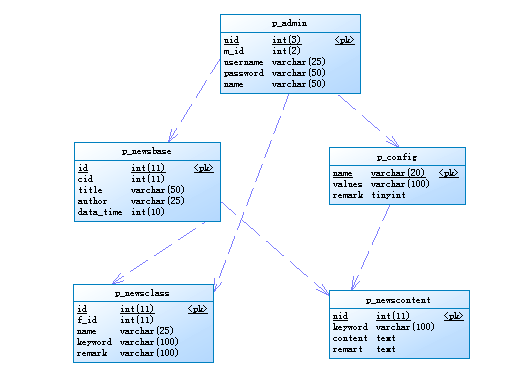 p_admin
uid int(3) <pk>
m_id int(2)
username varchar(25)
password varchar(50)
name varchar(50)
p_newsbase
id int(11) <pk>
cid int(11)
title varchar(50)
author varchar(25)
data_time int(10)
p_config
name varchar(20) <pk>
values varchar(100)
remark tinyint
p_newsclass
id int(11) <pk>
f_id int(11)
name varchar(25)
keyword varchar(100)
remark varchar(100)
p_newscontent
nid int(11) <pk>
keyword varchar(100)
content text
remart text